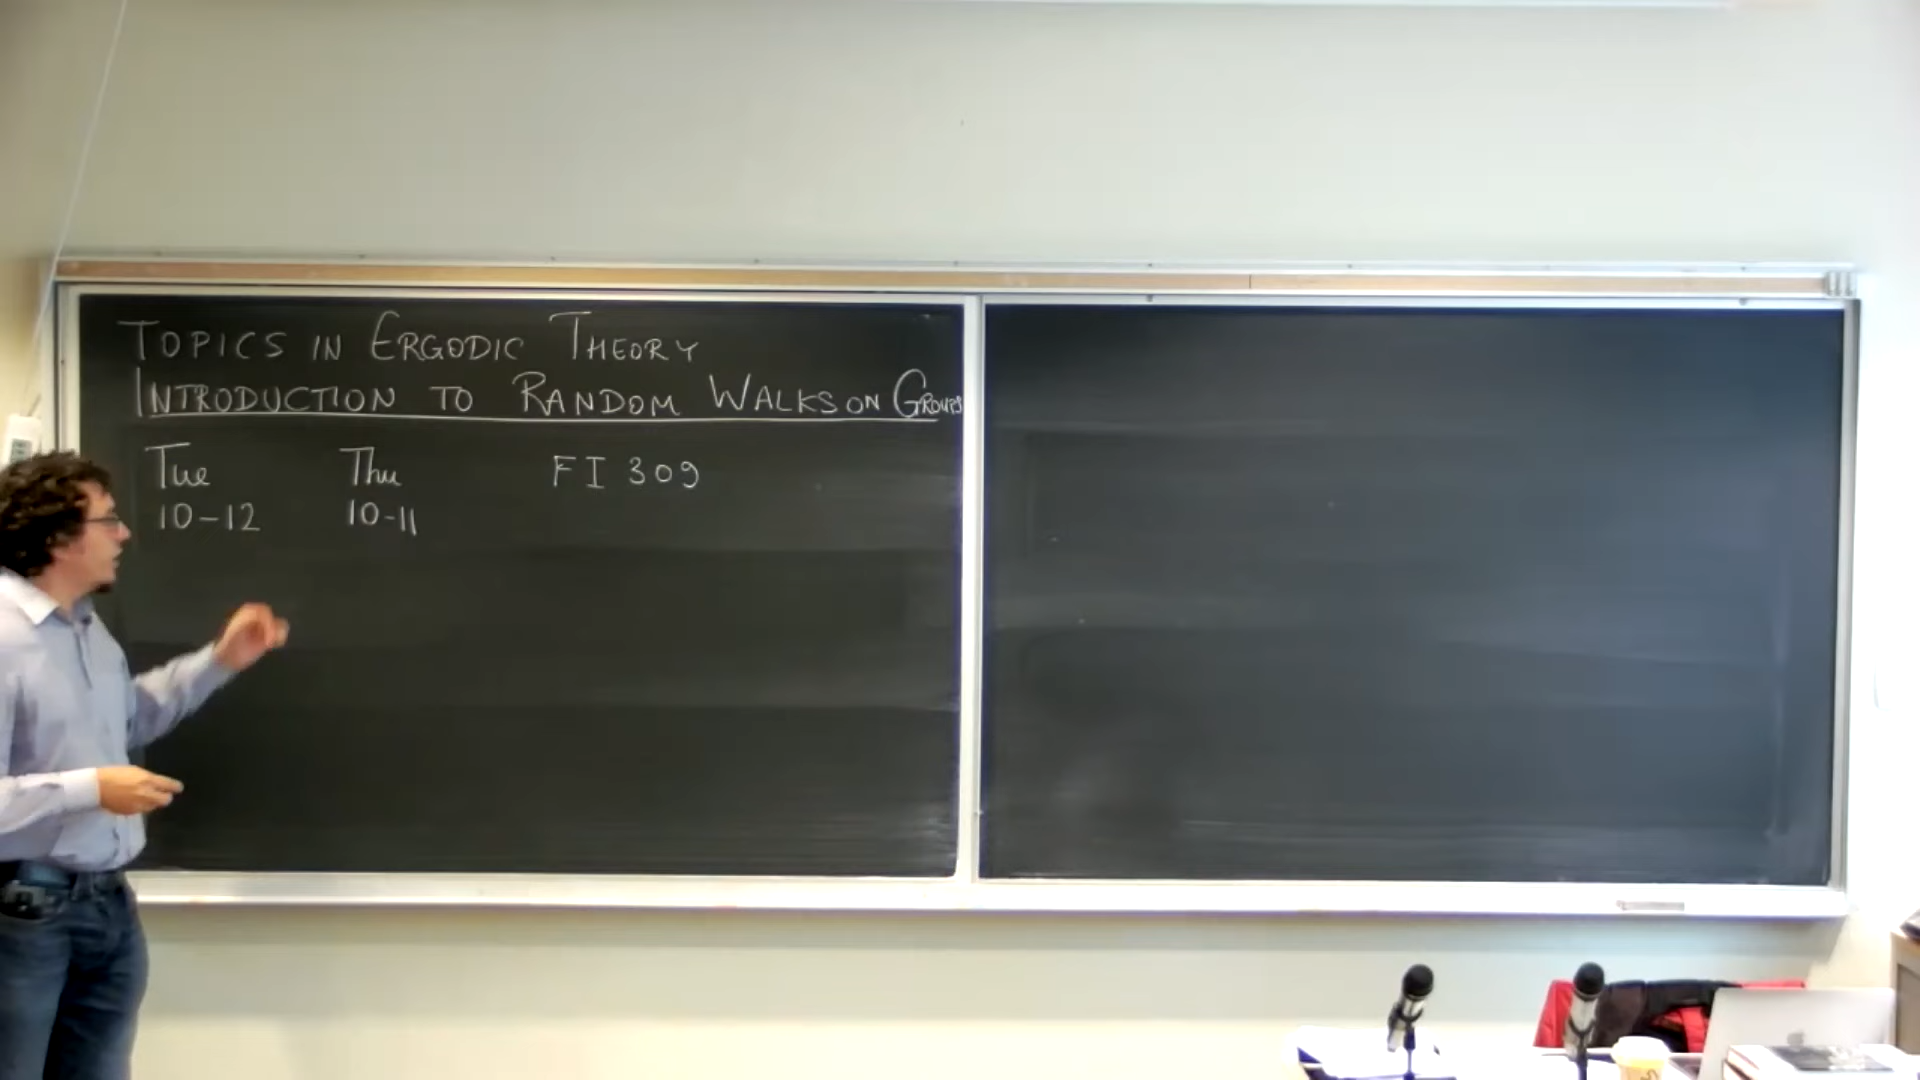 TOPICS IN ERGODIC THEORY
INTRODUCTION TO RANDOM WALKS ON GROUPS
Tue Thu FI 309
10-12 10-11